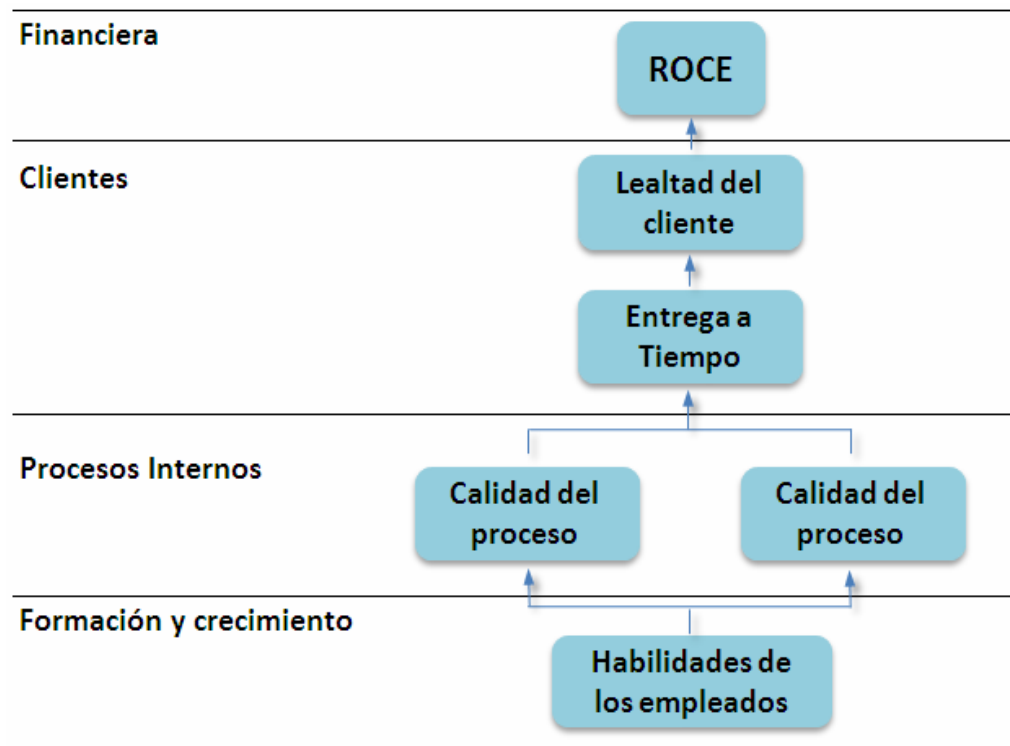 Financiera
ROCE
Clientes
Lealtad del
cliente
Entrega a
Tiempo
Procesos Internos
Calidad del
proceso
Calidad del
proceso
Formación y crecimiento
Habilidades de
los empleados